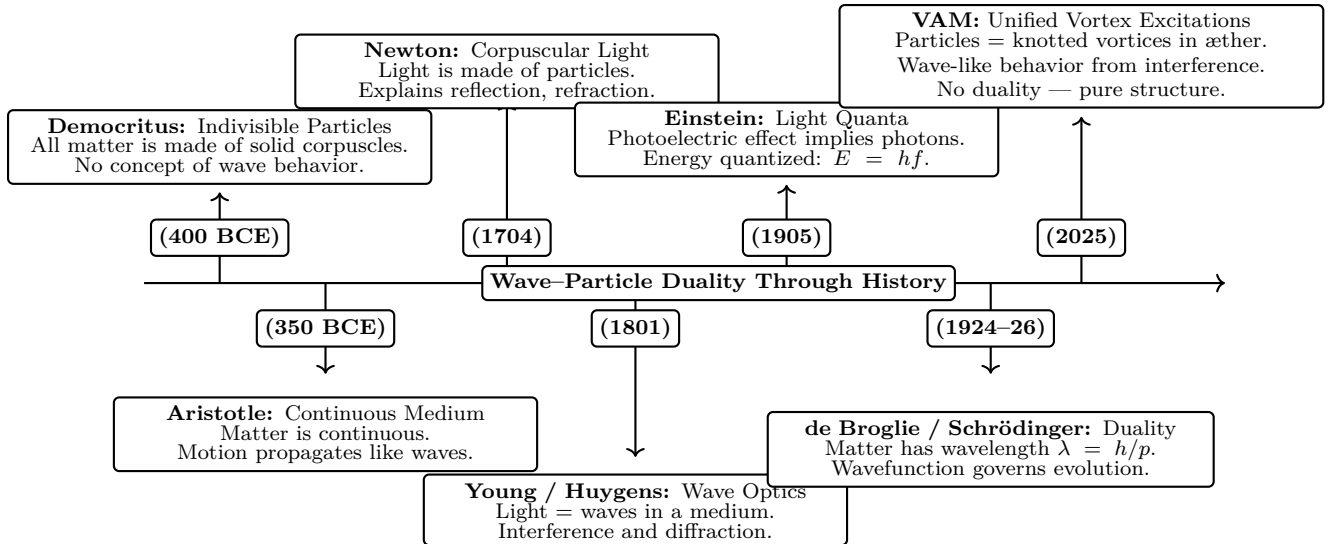 VAM: Unified Vortex Excitations
Particles = knotted vortices in æther.
Wave-like behavior from interference.
No duality — pure structure.
Newton: Corpuscular Light
Light is made of particles.
Explains reflection, refraction.
Einstein: Light Quanta
Photoelectric effect implies photons.
Energy quantized: E = hf.
Democritus: Indivisible Particles
All matter is made of solid corpuscles.
No concept of wave behavior.
(400 BCE)
(1704)
(1905)
(2025)
Wave–Particle Duality Through History
(350 BCE)
(1801)
(1924–26)
Aristotle: Continuous Medium
Matter is continuous.
Motion propagates like waves.
de Broglie / Schrödinger: Duality
Matter has wavelength λ = h/p.
Wavefunction governs evolution.
Young / Huygens: Wave Optics
Light = waves in a medium.
Interference and diffraction.